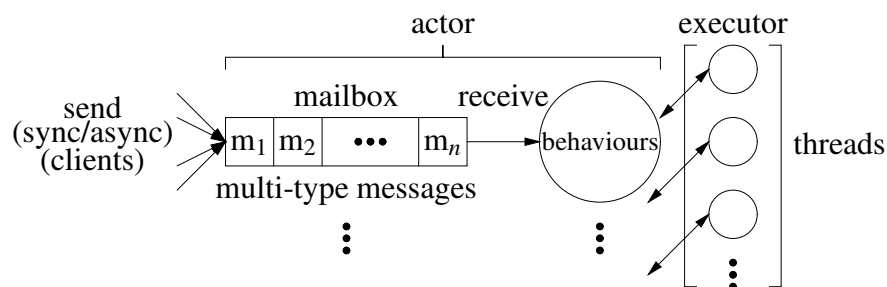 actor
executor
mailbox
receive
send
(sync/async)
(clients)
m1 m2 ••• mn
behaviours
threads
multi-type messages